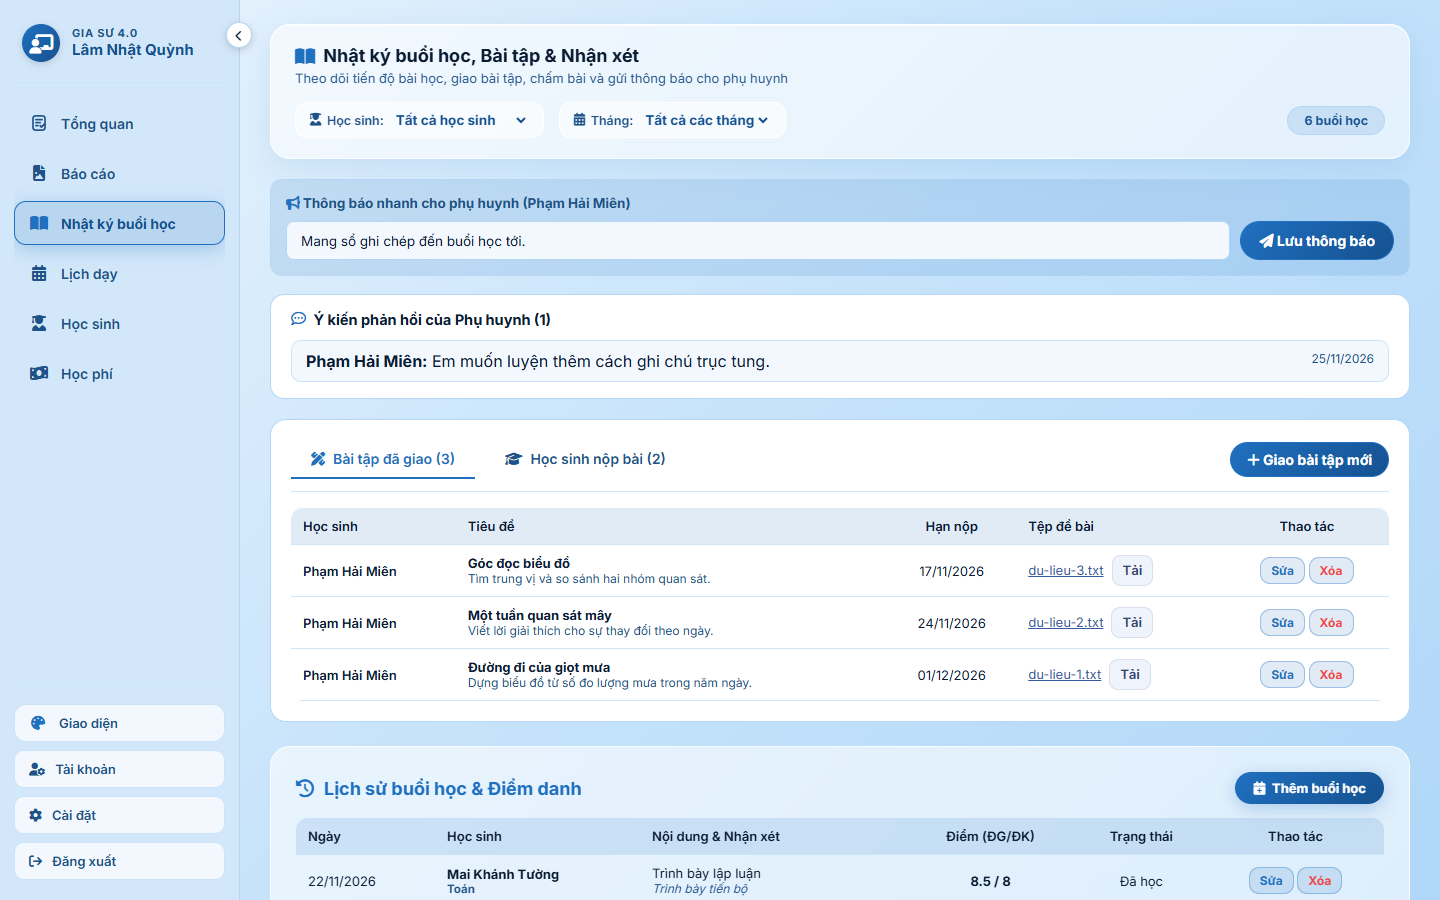 GIA SƯ 4.0
Lâm Nhật Quỳnh
Tổng quan
Báo cáo
Nhật ký buổi học
Lịch dạy
Học sinh
Học phí
Giao diện
Tài khoản
Cài đặt
Đăng xuất
Nhật ký buổi học, Bài tập & Nhận xét
Theo dõi tiến độ bài học, giao bài tập, chấm bài và gửi thông báo cho phụ huynh
Học sinh: Tất cả học sinh
Tháng: Tất cả các tháng
6 buổi học
Thông báo nhanh cho phụ huynh (Phạm Hải Miên)
Mang sổ ghi chép đến buổi học tới.
Lưu thông báo
Ý kiến phản hồi của Phụ huynh (1)
Phạm Hải Miên: Em muốn luyện thêm cách ghi chú trục tung.
25/11/2026
Bài tập đã giao (3)
Học sinh nộp bài (2)
Giao bài tập mới
Học sinh Tiêu đề Hạn nộp Tệp đề bài Thao tác
Phạm Hải Miên
Góc đọc biểu đồ
Tìm trung vị và so sánh hai nhóm quan sát.
17/11/2026 du-lieu-3.txt Tải Sửa Xóa
Phạm Hải Miên
Một tuần quan sát mây
Viết lời giải thích cho sự thay đổi theo ngày.
24/11/2026 du-lieu-2.txt Tải Sửa Xóa
Phạm Hải Miên
Đường đi của giọt mưa
Dựng biểu đồ từ số đo lượng mưa trong năm ngày.
01/12/2026 du-lieu-1.txt Tải Sửa Xóa
Lịch sử buổi học & Điểm danh
Thêm buổi học
Ngày Học sinh Nội dung & Nhận xét Điểm (ĐG/ĐK) Trạng thái Thao tác
22/11/2026
Mai Khánh Tường
Toán
Trình bày lập luận
Trình bày tiến bộ
8.5 / 8 Đã học Sửa Xóa